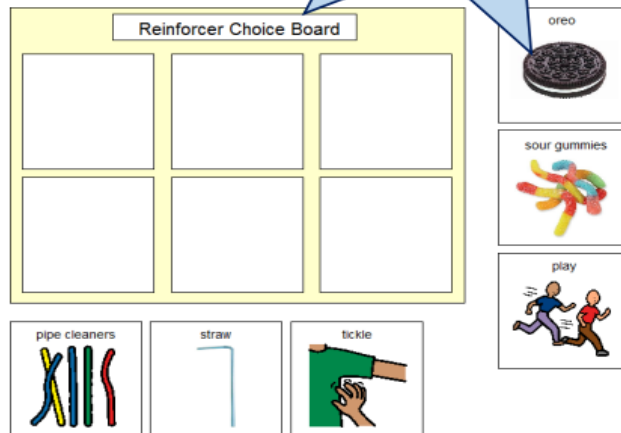 Reinforcer Choice Board
oreo
sour gummies
play
pipe cleaners
straw
tickle